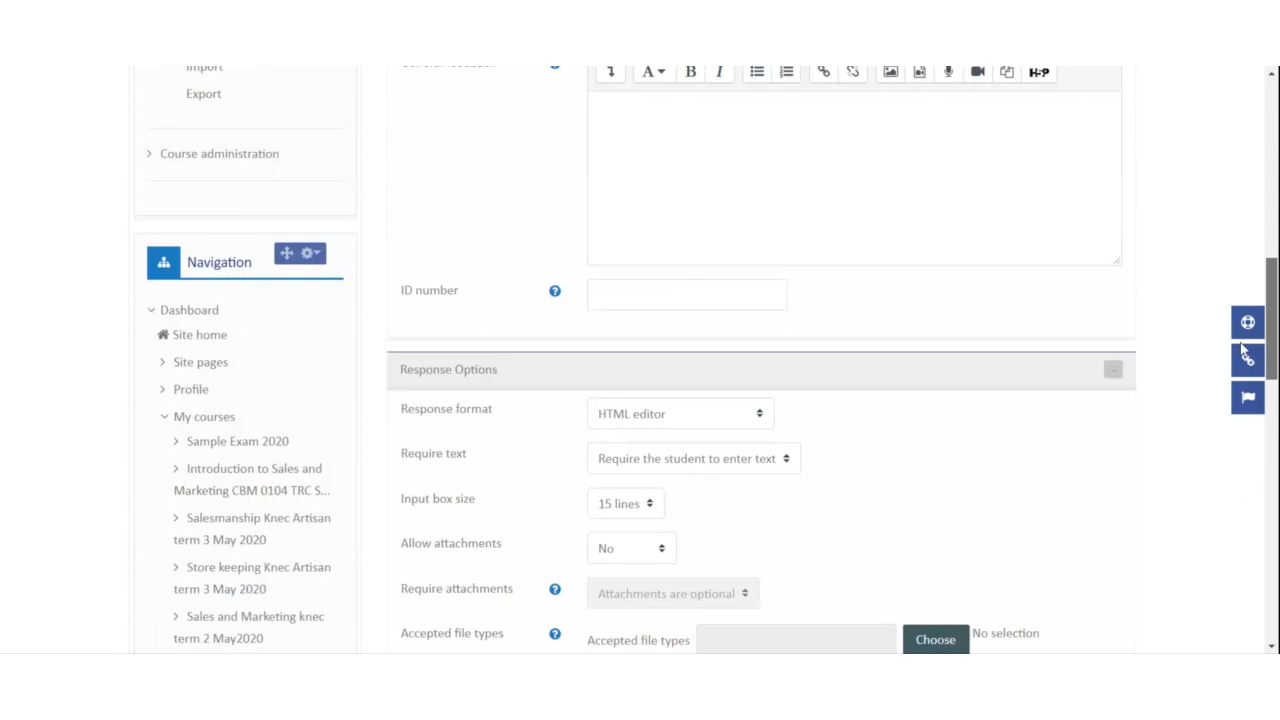 Import
Export
Course administration
Navigation
Dashboard
Site home
Site pages
Profile
My courses
Sample Exam 2020
Introduction to Sales and
Marketing CBM 0104 TRC S...
Salesmanship Knec Artisan
term 3 May 2020
Store keeping Knec Artisan
term 3 May 2020
Sales and Marketing knec
term 2 May2020
General feedback
A B I H-P
ID number
Response Options
-
Response format
HTML editor
Require text
Require the student to enter text
Input box size
15 lines
Allow attachments
No
Require attachments
Attachments are optional
Accepted file types
Accepted file types
Choose
No selection